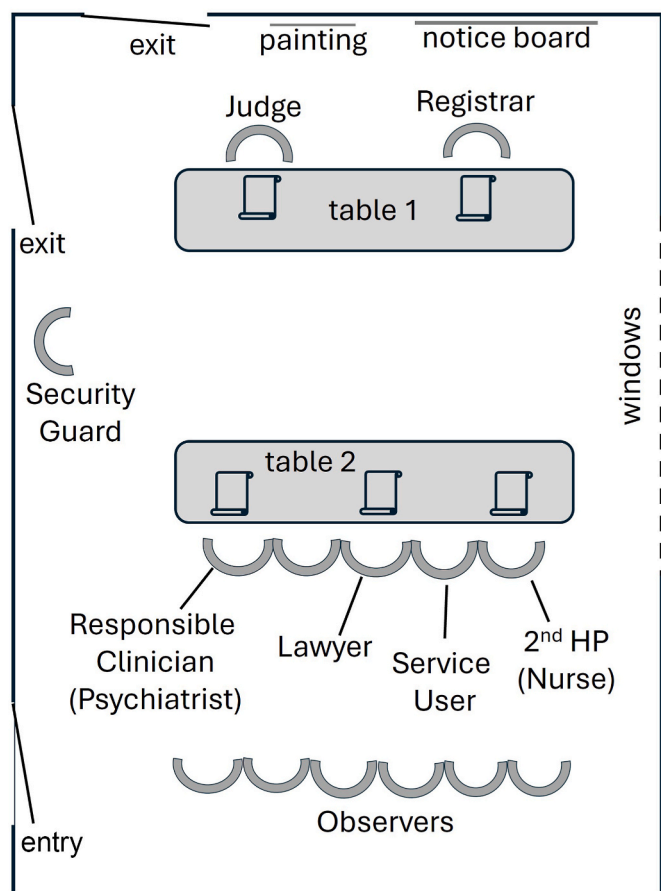 exit
painting
notice board
Judge
Registrar
table 1
exit
windows
Security
Guard
table 2
Responsible
Clinician
(Psychiatrist)
Lawyer
Service
User
2nd HP
(Nurse)
Observers
entry